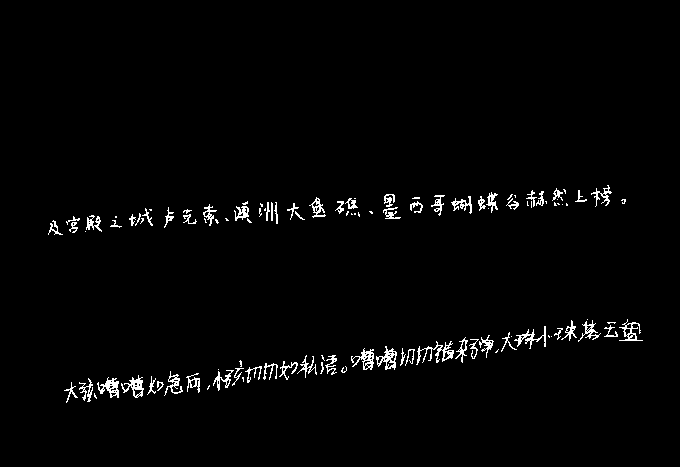 及宫殿之城卢克索、澳洲大堡礁、墨西哥蝴蝶谷赫然上榜。
大弦嘈嘈如急雨,小弦切切如私语。嘈嘈切切错杂弹,大珠小珠落玉盘